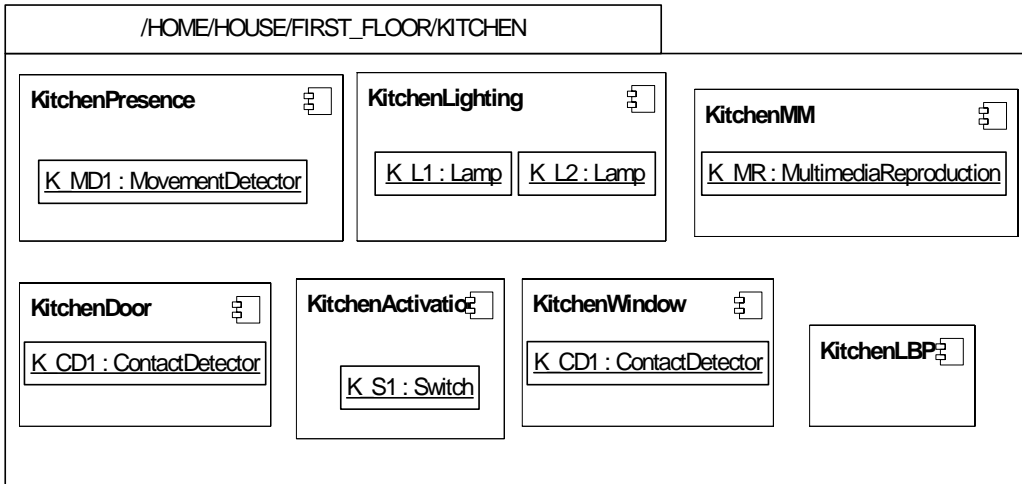 /HOME/HOUSE/FIRST_FLOOR/KITCHEN
KitchenPresence
K_MD1 : MovementDetector
KitchenLighting
K_L1 : Lamp
K_L2 : Lamp
KitchenMM
K_MR : MultimediaReproduction
KitchenDoor
K_CD1 : ContactDetector
KitchenActivation
K_S1 : Switch
KitchenWindow
K_CD1 : ContactDetector
KitchenLBP